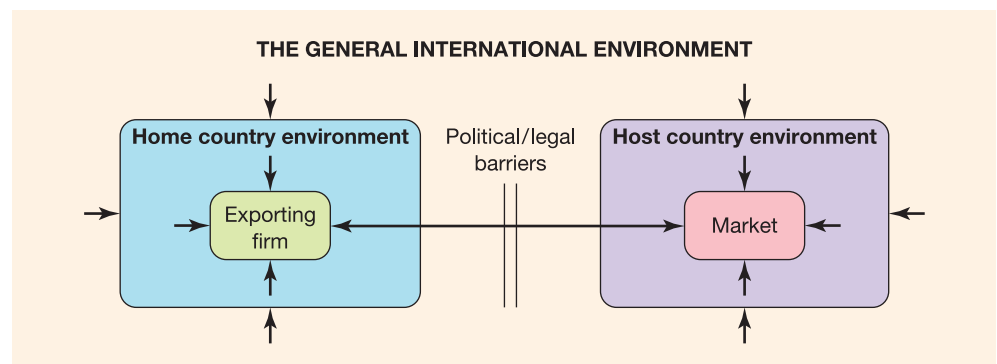 THE GENERAL INTERNATIONAL ENVIRONMENT
Home country environment
Exporting
firm
Political/legal
barriers
Host country environment
Market